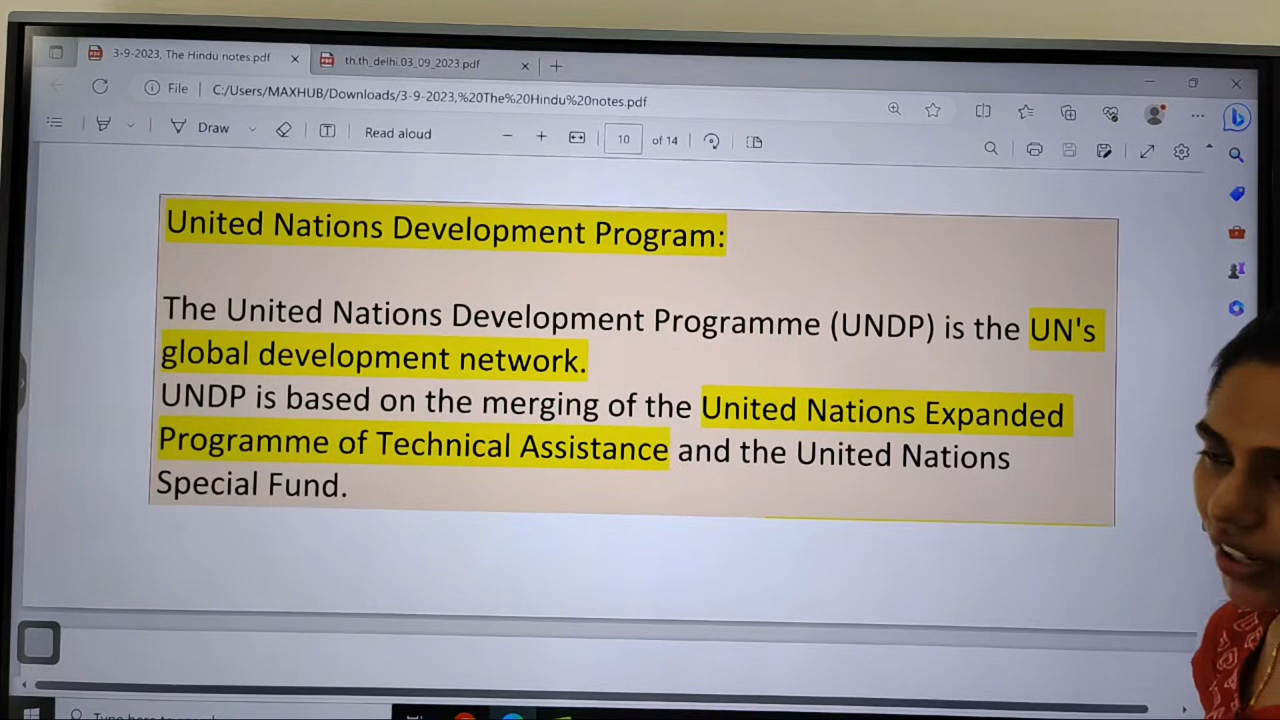 3-9-2023, The Hindu notes.pdf
th.th_delhi.03_09_2023.pdf
File
C:/Users/MAXHUB/Downloads/3-9-2023,%20The%20Hindu%20notes.pdf
Draw
Read aloud
10
of 14
United Nations Development Program:
The United Nations Development Programme (UNDP) is the UN's
global development network.
UNDP is based on the merging of the United Nations Expanded
Programme of Technical Assistance and the United Nations
Special Fund.